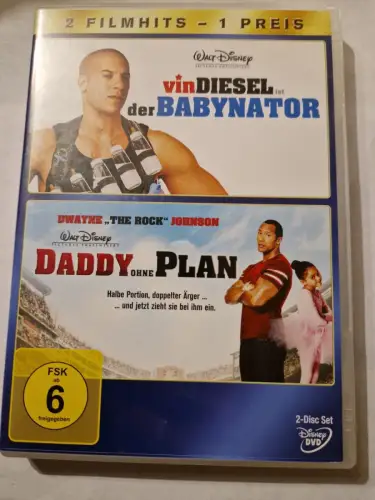 2 FILMHITS – 1 PREIS
WALT DISNEY
vinDIESEL ist
der BABYNATOR
DWAYNE „THE ROCK“ JOHNSON
WALT DISNEY
DADDY OHNE PLAN
Halbe Portion, doppelter Ärger ...
... und jetzt zieht sie bei ihm ein.
FSK
ab
6
freigegeben
2-Disc Set
Disney
DVD